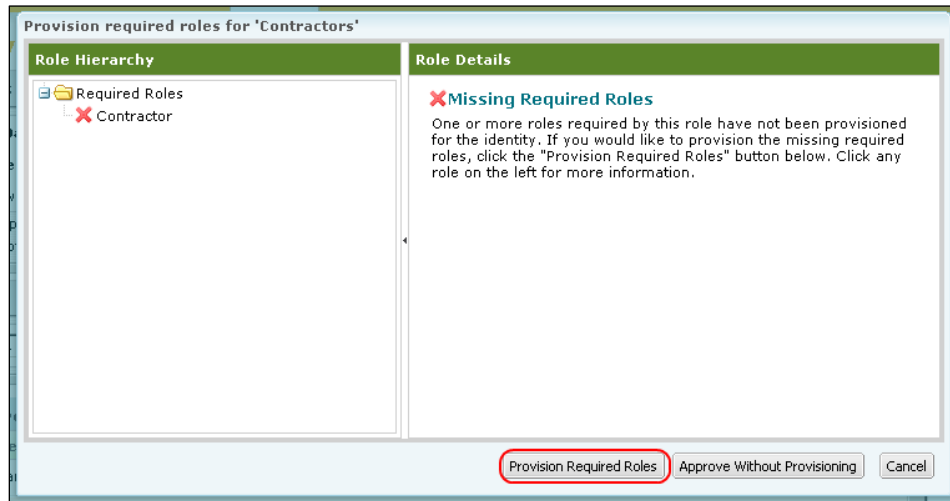 Provision required roles for 'Contractors'
Role Hierarchy
Required Roles
Contractor
Role Details
Missing Required Roles
One or more roles required by this role have not been provisioned
for the identity. If you would like to provision the missing required
roles, click the "Provision Required Roles" button below. Click any
role on the left for more information.
Provision Required Roles
Approve Without Provisioning
Cancel